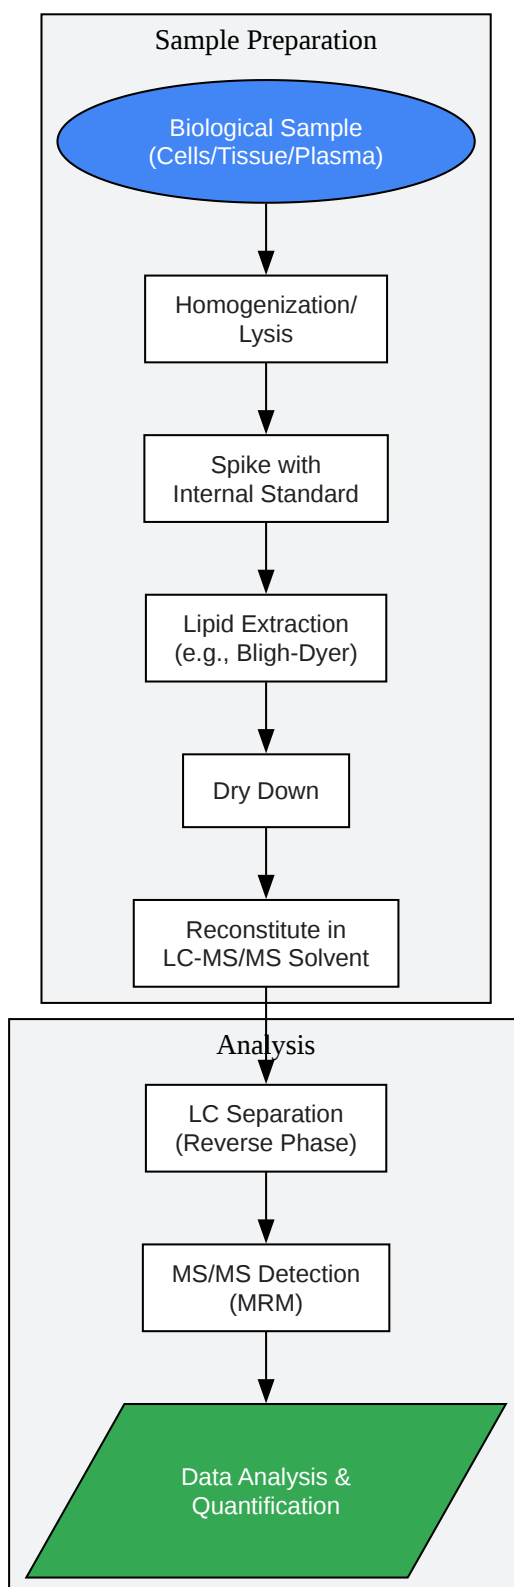 Sample Preparation
Biological Sample
(Cells/Tissue/Plasma)
Homogenization/
Lysis
Spike with
Internal Standard
Lipid Extraction
(e.g., Bligh-Dyer)
Dry Down
Reconstitute in
LC-MS/MS Solvent
Analysis
LC Separation
(Reverse Phase)
MS/MS Detection
(MRM)
Data Analysis &
Quantification